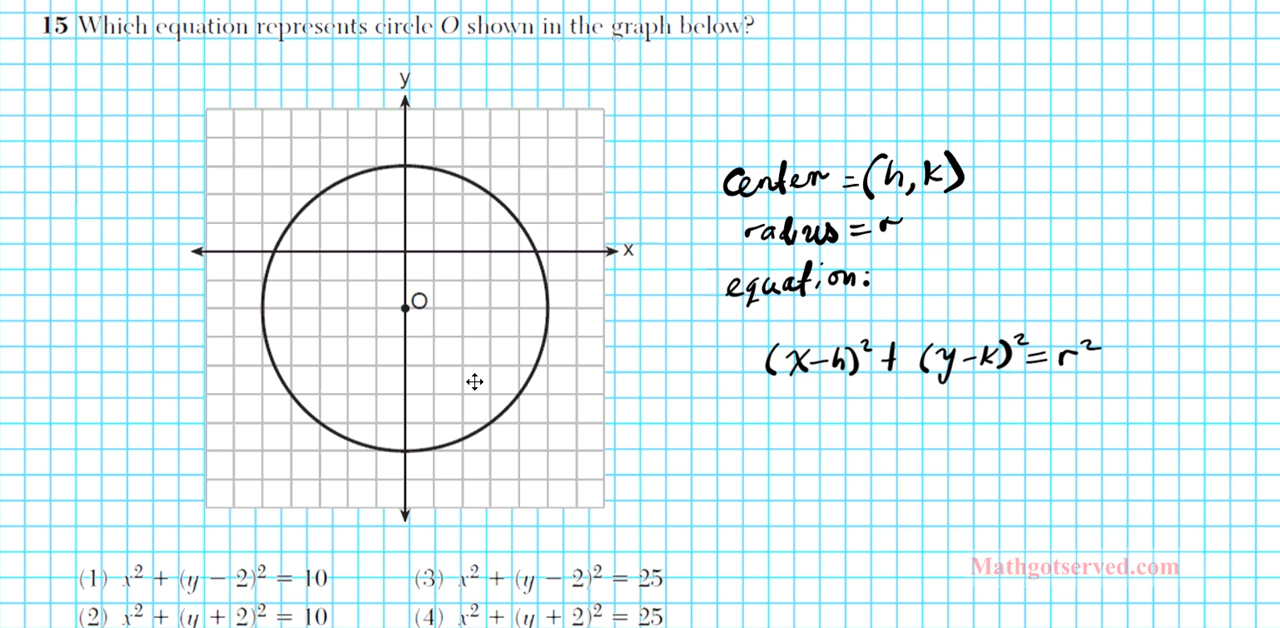 15 Which equation represents circle O shown in the graph below?
y
x
O
center = (h, k)
radius = r
equation:
(x-h)² + (y-k)² = r²
Mathgotserved.com
(1) x² + (y − 2)² = 10
(3) x² + (y − 2)² = 25
(2) x² + (y + 2)² = 10
(4) x² + (y + 2)² = 25